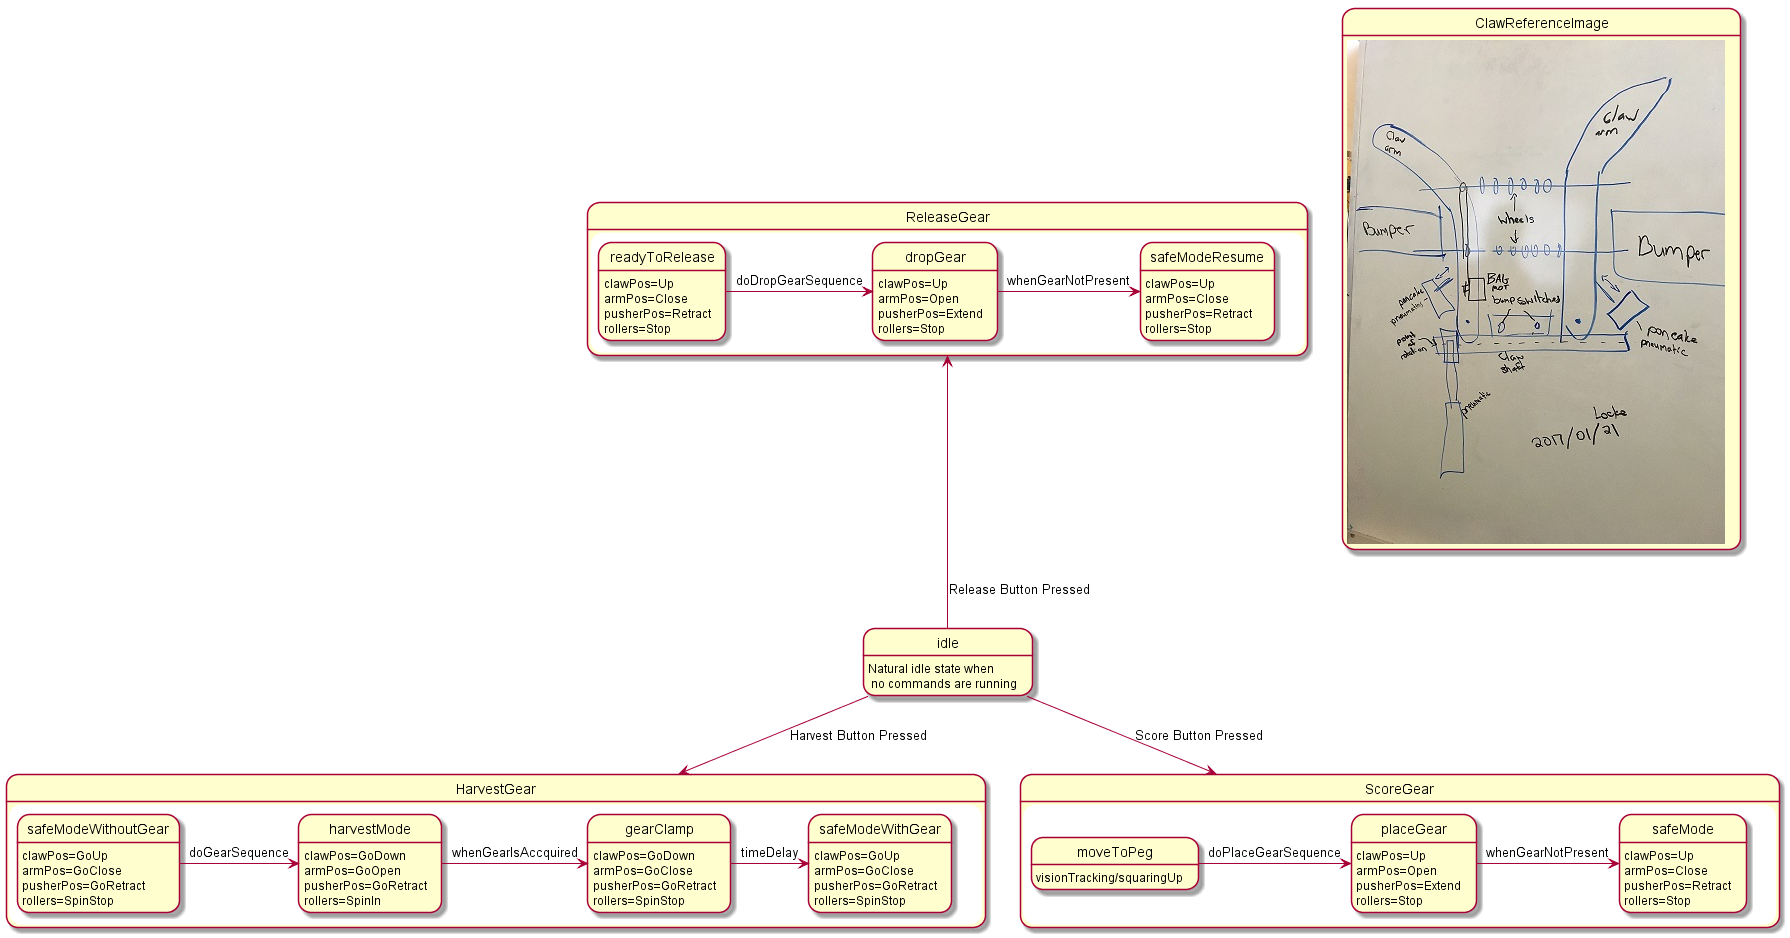 ClawReferenceImage
Claw
arm
Claw
arm
Bumper
wheels
Bumper
BAG
MOT
bumpswitches
pancake
pneumatic
point
of
rotation
Claw
shaft
pancake
pneumatic
pneumatic
Locke
2017/01/21
ReleaseGear
readyToRelease
clawPos=Up
armPos=Close
pusherPos=Retract
rollers=Stop
doDropGearSequence
dropGear
clawPos=Up
armPos=Open
pusherPos=Extend
rollers=Stop
whenGearNotPresent
safeModeResume
clawPos=Up
armPos=Close
pusherPos=Retract
rollers=Stop
Release Button Pressed
idle
Natural idle state when
no commands are running
Harvest Button Pressed
Score Button Pressed
HarvestGear
safeModeWithoutGear
clawPos=GoUp
armPos=GoClose
pusherPos=GoRetract
rollers=SpinStop
doGearSequence
harvestMode
clawPos=GoDown
armPos=GoOpen
pusherPos=GoRetract
rollers=SpinIn
whenGearIsAccquired
gearClamp
clawPos=GoDown
armPos=GoClose
pusherPos=GoRetract
rollers=SpinStop
timeDelay
safeModeWithGear
clawPos=GoUp
armPos=GoClose
pusherPos=GoRetract
rollers=SpinStop
ScoreGear
moveToPeg
visionTracking/squaringUp
doPlaceGearSequence
placeGear
clawPos=Up
armPos=Open
pusherPos=Extend
rollers=Stop
whenGearNotPresent
safeMode
clawPos=Up
armPos=Close
pusherPos=Retract
rollers=Stop